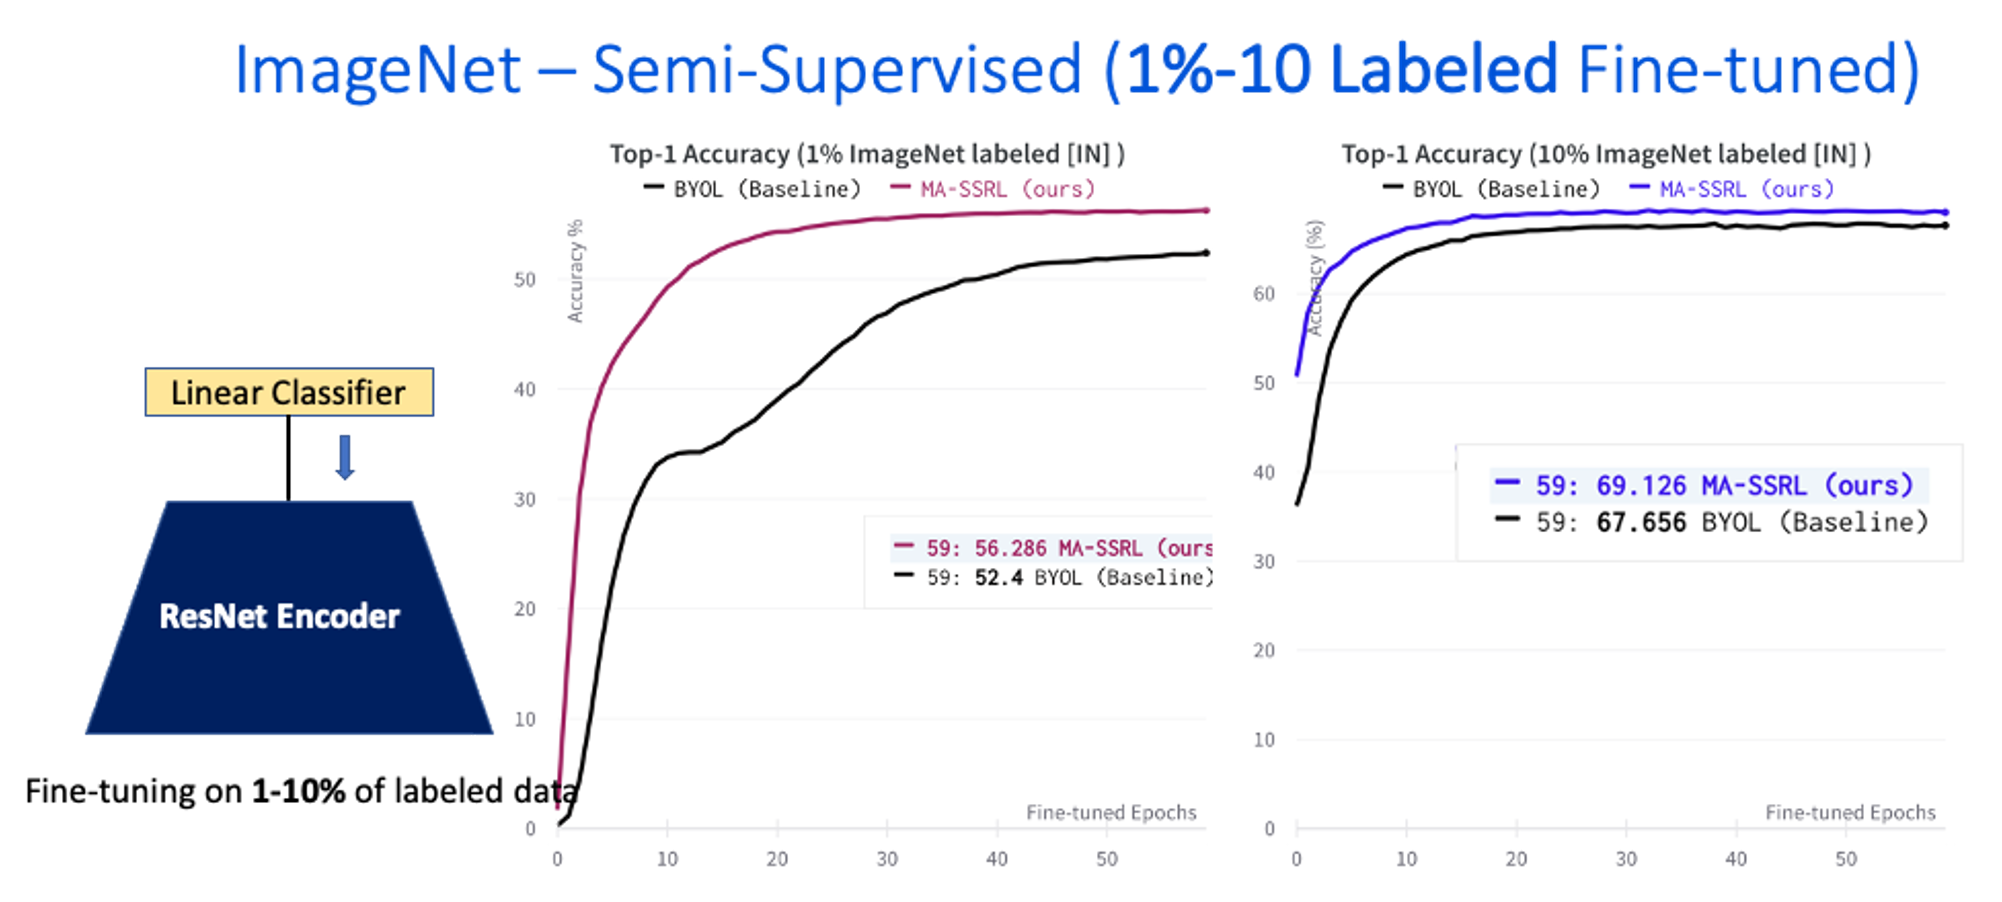 ImageNet – Semi-Supervised (1%-10 Labeled Fine-tuned)
Linear Classifier
ResNet Encoder
Fine-tuning on 1-10% of labeled data
Top-1 Accuracy (1% ImageNet labeled [IN] )
BYOL (Baseline) MA-SSRL (ours)
Accuracy %
50
40
30
20
10
0
59: 56.286 MA-SSRL (ours
59: 52.4 BYOL (Baseline)
Fine-tuned Epochs
0 10 20 30 40 50
Top-1 Accuracy (10% ImageNet labeled [IN] )
BYOL (Baseline) MA-SSRL (ours)
Accuracy (%)
60
50
40
30
20
10
0
59: 69.126 MA-SSRL (ours)
59: 67.656 BYOL (Baseline)
Fine-tuned Epochs
0 10 20 30 40 50